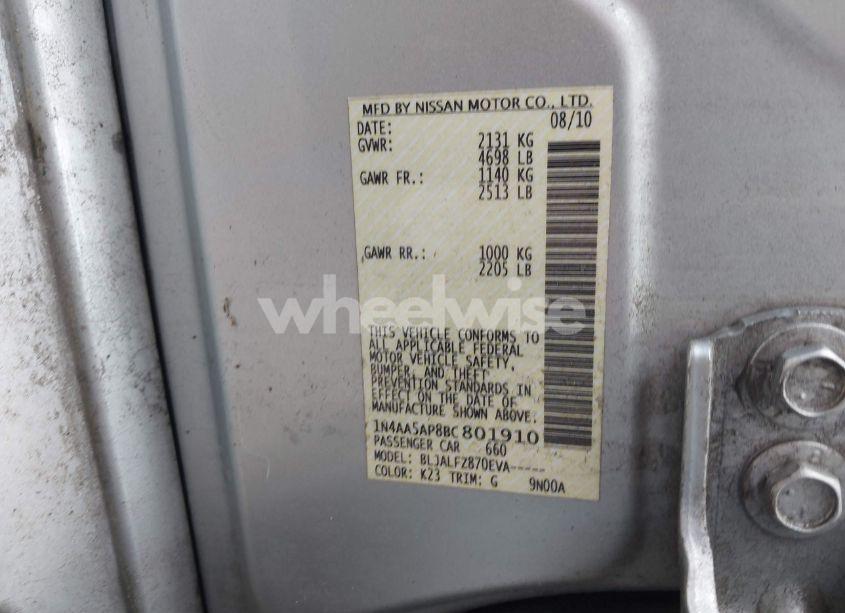 MFD BY NISSAN MOTOR CO., LTD.
DATE: 08/10
GVWR: 2131 KG
4698 LB
GAWR FR.: 1140 KG
2513 LB
GAWR RR.: 1000 KG
2205 LB
wheelwise
THIS VEHICLE CONFORMS TO
ALL APPLICABLE FEDERAL
MOTOR VEHICLE SAFETY,
BUMPER, AND THEFT
PREVENTION STANDARDS IN
EFFECT ON THE DATE OF
MANUFACTURE SHOWN ABOVE.
1N4AA5AP8BC801910
PASSENGER CAR 660
MODEL: BLJALFZ870EVA-----
COLOR: K23 TRIM: G 9N00A